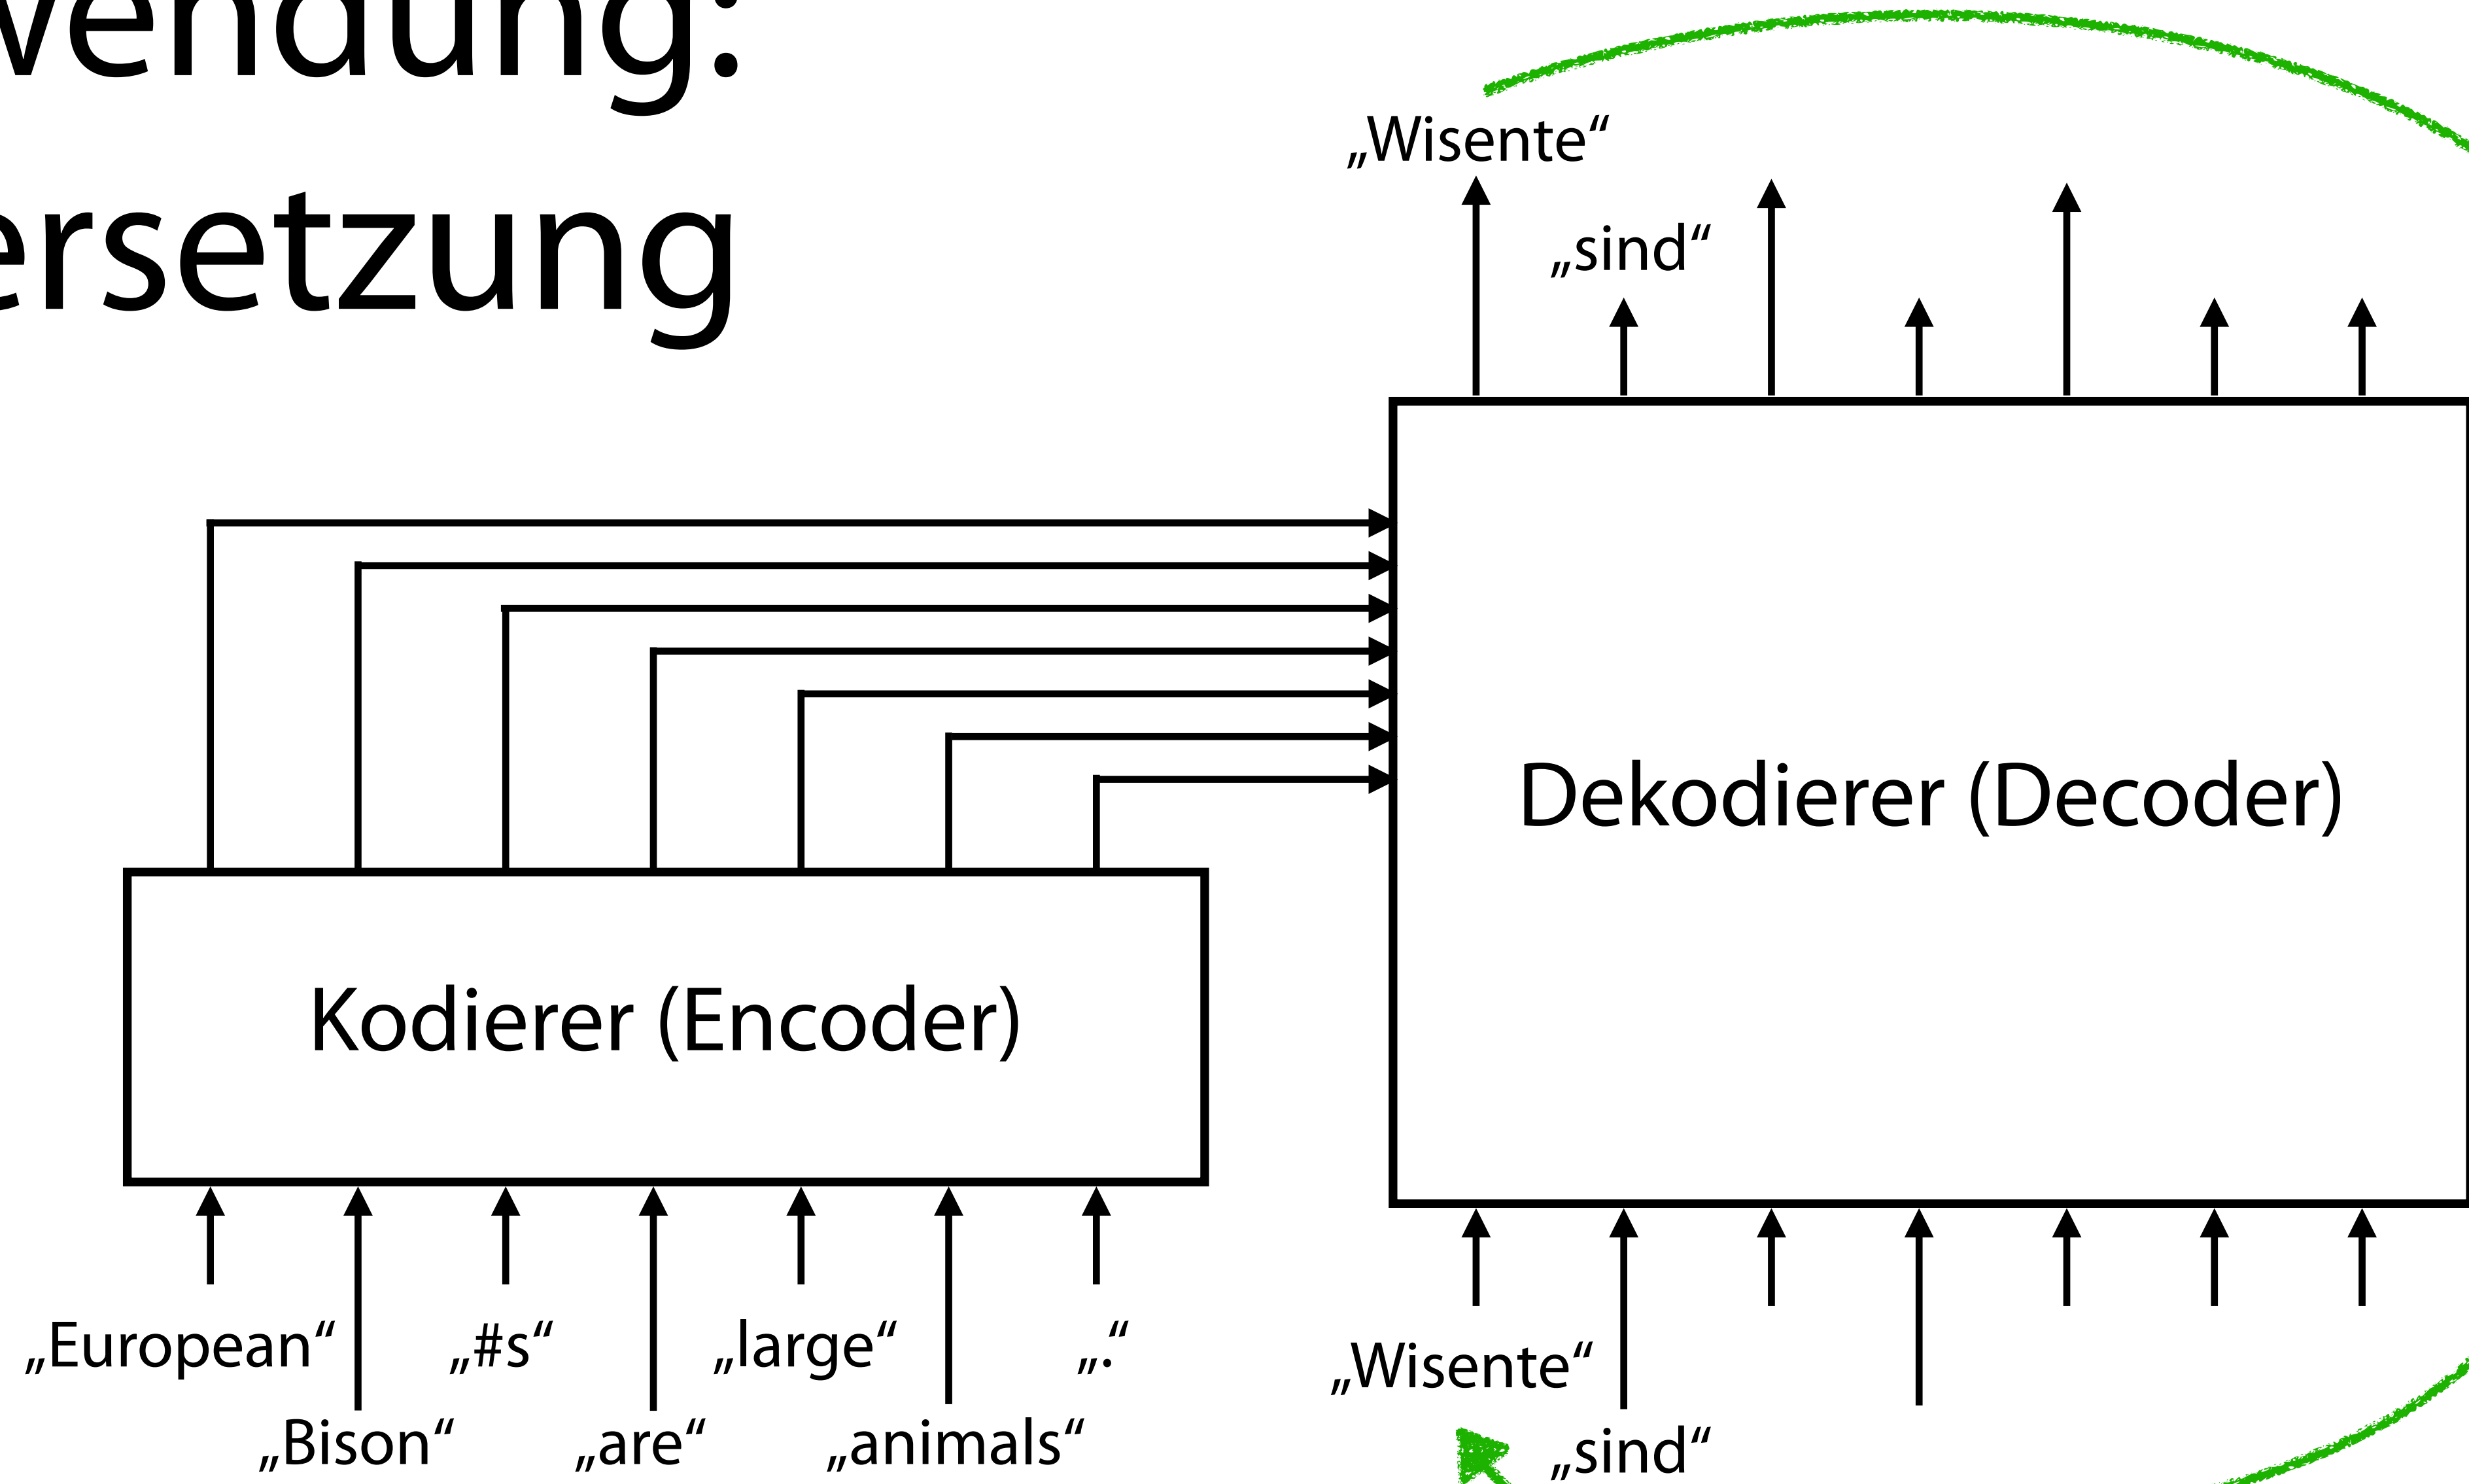 wendung:
ersetzung
„Wisente“
„sind“
Dekodierer (Decoder)
Kodierer (Encoder)
„European“ „#s“ „large“ „.“
„Bison“ „are“ „animals“
„Wisente“
„sind“